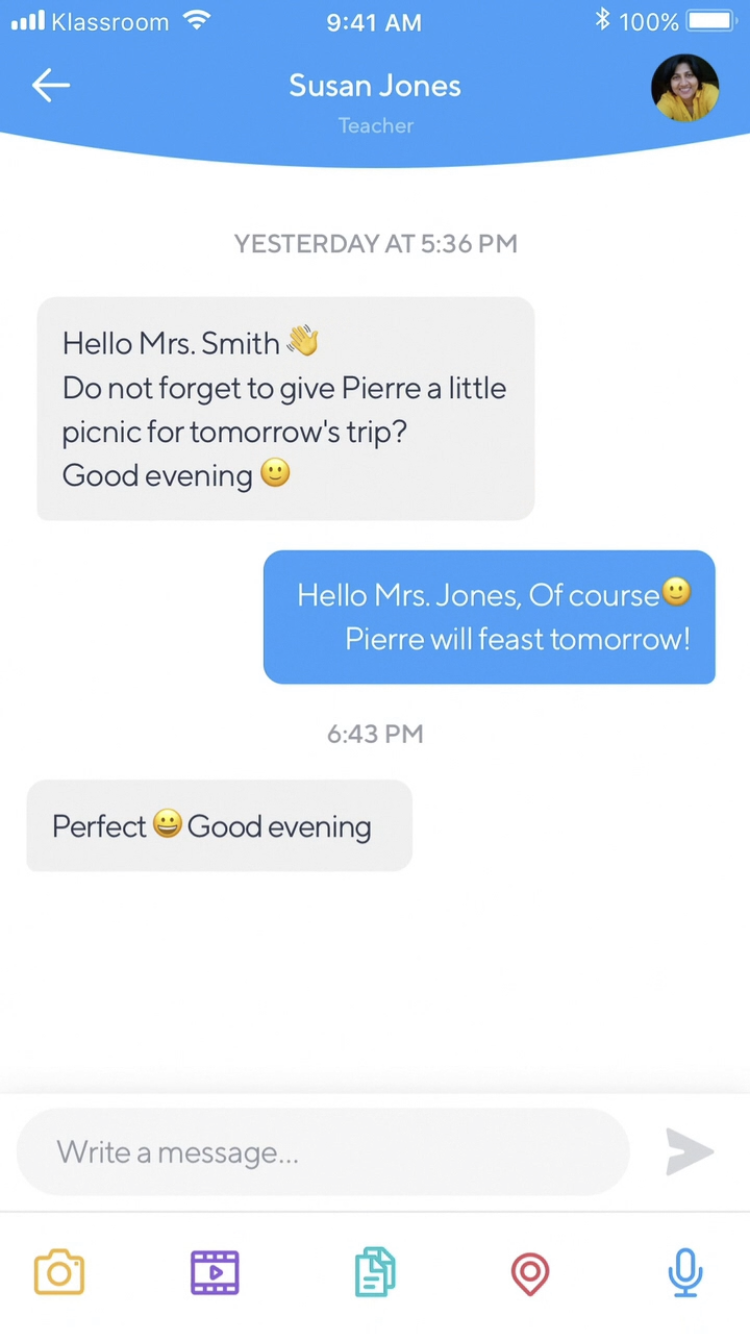 Klassroom 9:41 AM 100%
Susan Jones
Teacher
YESTERDAY AT 5:36 PM
Hello Mrs. Smith 👋
Do not forget to give Pierre a little
picnic for tomorrow's trip?
Good evening 🙂
Hello Mrs. Jones, Of course🙂
Pierre will feast tomorrow!
6:43 PM
Perfect 😀 Good evening
Write a message...